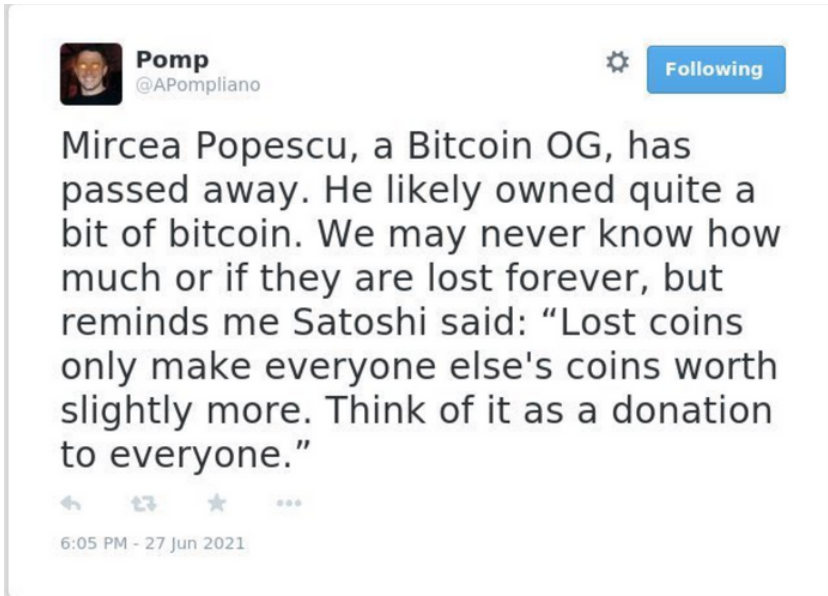 Pomp
@APompliano
Following
Mircea Popescu, a Bitcoin OG, has
passed away. He likely owned quite a
bit of bitcoin. We may never know how
much or if they are lost forever, but
reminds me Satoshi said: “Lost coins
only make everyone else's coins worth
slightly more. Think of it as a donation
to everyone.”
6:05 PM - 27 Jun 2021